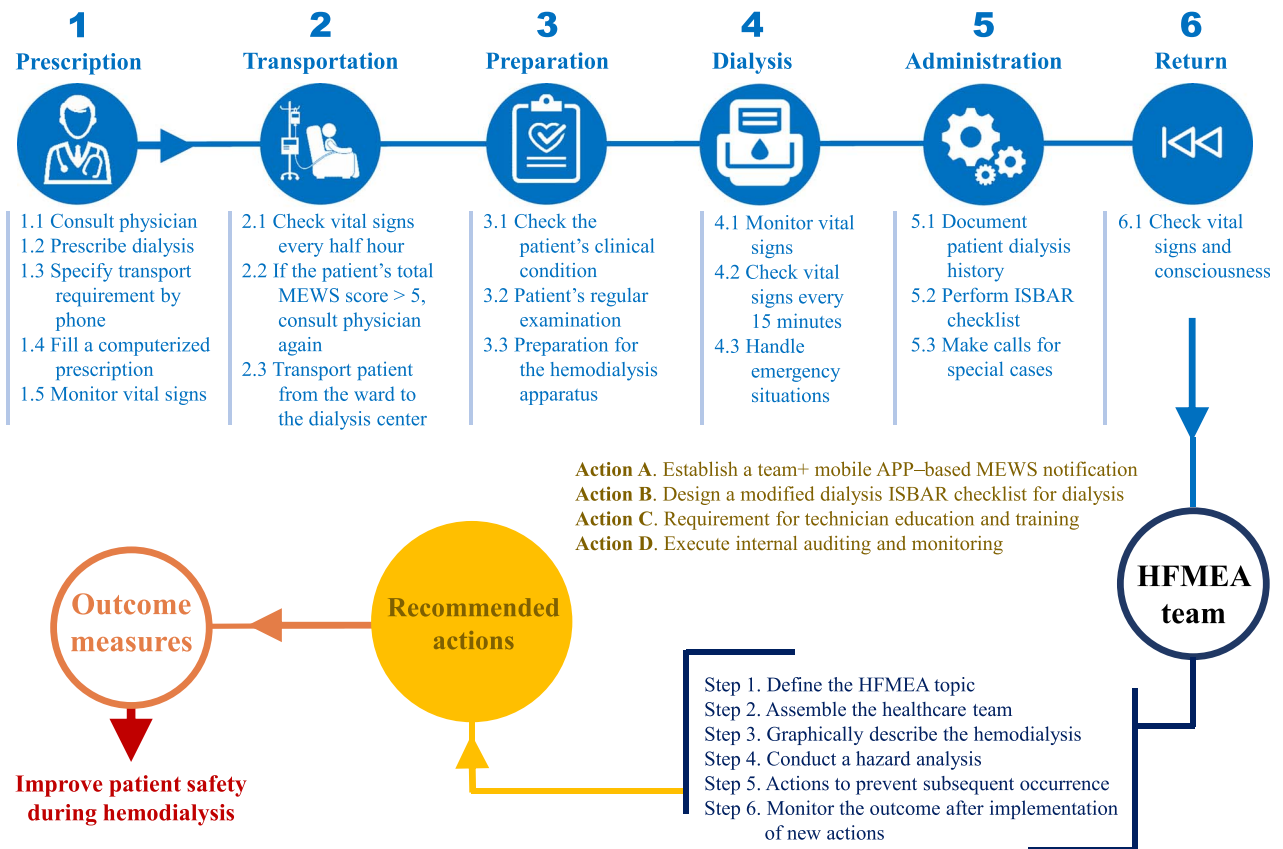 1
Prescription
1.1 Consult physician
1.2 Prescribe dialysis
1.3 Specify transport
requirement by
phone
1.4 Fill a computerized
prescription
1.5 Monitor vital signs
2
Transportation
2.1 Check vital signs
every half hour
2.2 If the patient’s total
MEWS score > 5,
consult physician
again
2.3 Transport patient
from the ward to
the dialysis center
3
Preparation
3.1 Check the
patient’s clinical
condition
3.2 Patient’s regular
examination
3.3 Preparation for
the hemodialysis
apparatus
4
Dialysis
4.1 Monitor vital
signs
4.2 Check vital
signs every
15 minutes
4.3 Handle
emergency
situations
5
Administration
5.1 Document
patient dialysis
history
5.2 Perform ISBAR
checklist
5.3 Make calls for
special cases
6
Return
6.1 Check vital
signs and
consciousness
HFMEA
team
Step 1. Define the HFMEA topic
Step 2. Assemble the healthcare team
Step 3. Graphically describe the hemodialysis
Step 4. Conduct a hazard analysis
Step 5. Actions to prevent subsequent occurrence
Step 6. Monitor the outcome after implementation
of new actions
Action A. Establish a team+ mobile APP–based MEWS notification
Action B. Design a modified dialysis ISBAR checklist for dialysis
Action C. Requirement for technician education and training
Action D. Execute internal auditing and monitoring
Recommended
actions
Outcome
measures
Improve patient safety
during hemodialysis